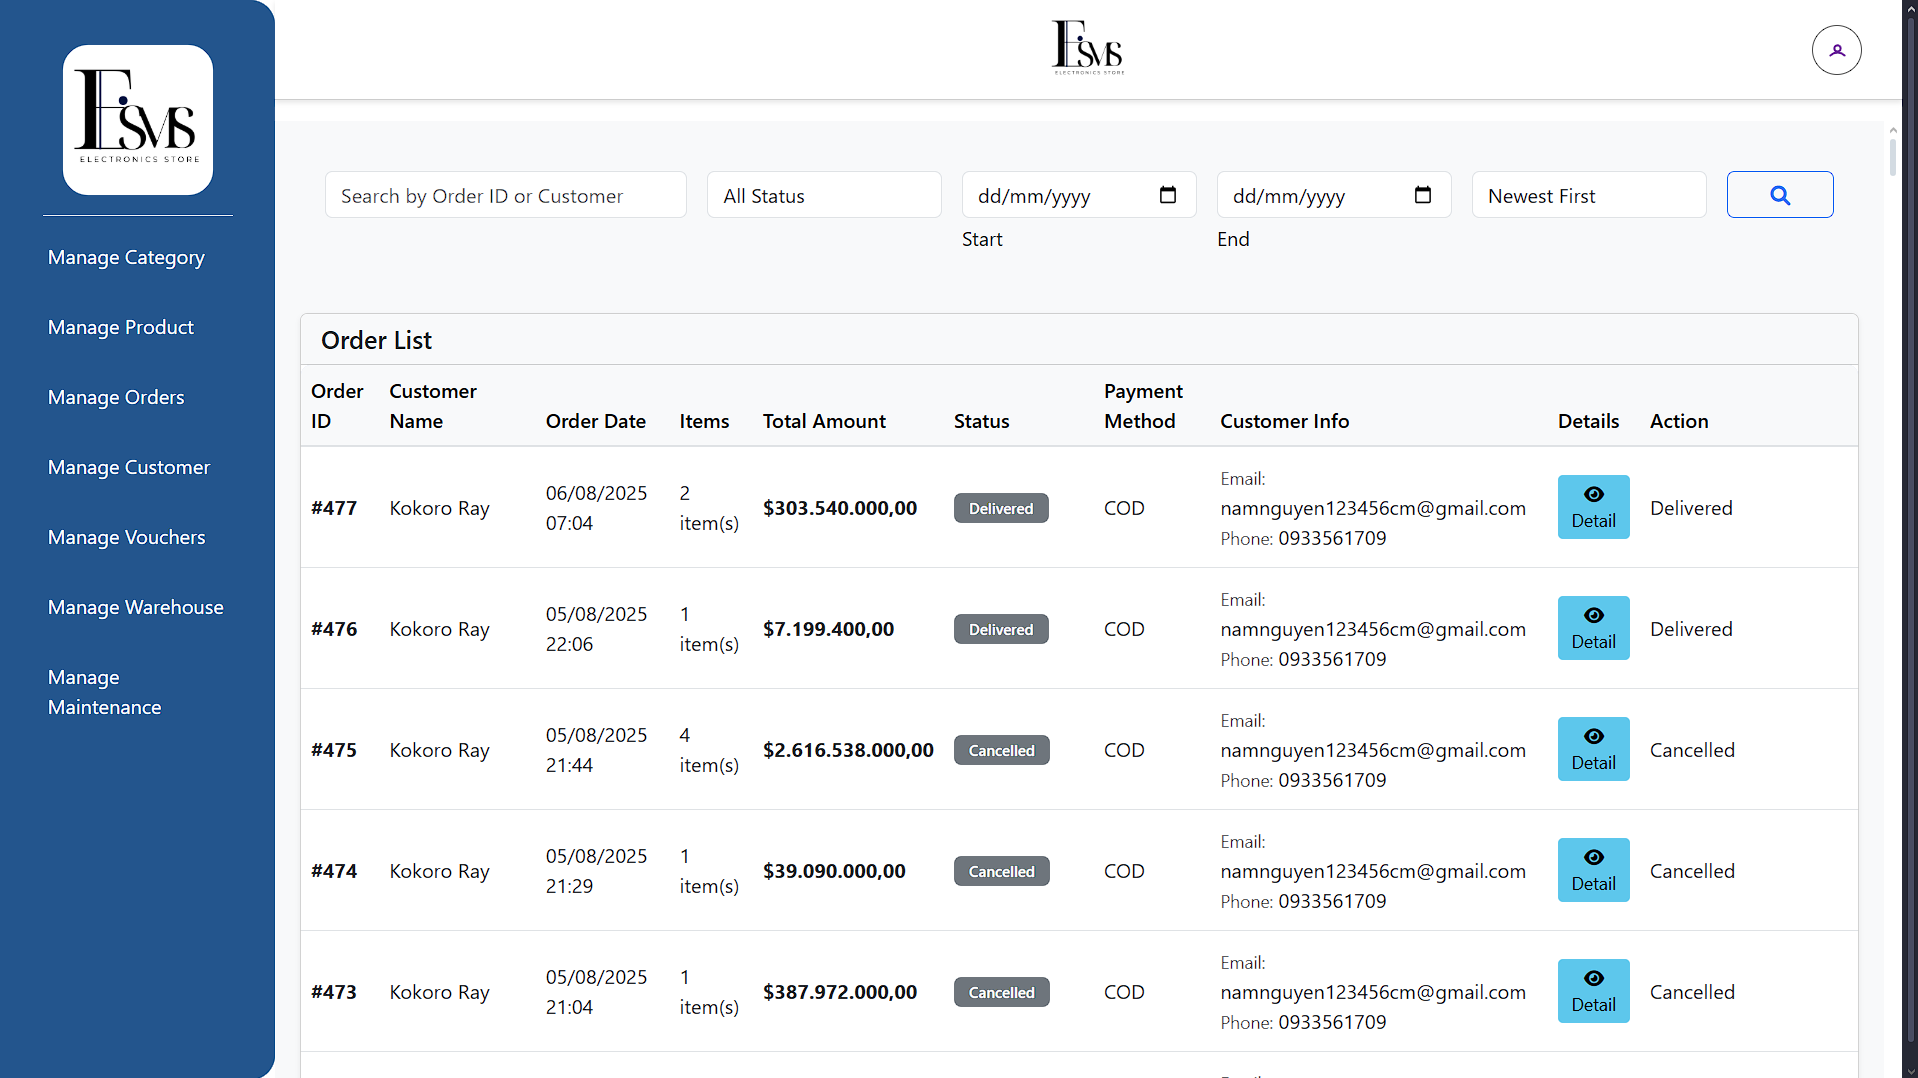 Esms
ELECTRONICS STORE
Manage Category
Manage Product
Manage Orders
Manage Customer
Manage Vouchers
Manage Warehouse
Manage
Maintenance
Esms
ELECTRONICS STORE
Search by Order ID or Customer
All Status
dd/mm/yyyy
dd/mm/yyyy
Newest First
Start
End
Order List
Order
ID
Customer
Name
Order Date
Items
Total Amount
Status
Payment
Method
Customer Info
Details
Action
#477
Kokoro Ray
06/08/2025
07:04
2
item(s)
$303.540.000,00
Delivered
COD
Email:
namnguyen123456cm@gmail.com
Phone: 0933561709
Detail
Delivered
#476
Kokoro Ray
05/08/2025
22:06
1
item(s)
$7.199.400,00
Delivered
COD
Email:
namnguyen123456cm@gmail.com
Phone: 0933561709
Detail
Delivered
#475
Kokoro Ray
05/08/2025
21:44
4
item(s)
$2.616.538.000,00
Cancelled
COD
Email:
namnguyen123456cm@gmail.com
Phone: 0933561709
Detail
Cancelled
#474
Kokoro Ray
05/08/2025
21:29
1
item(s)
$39.090.000,00
Cancelled
COD
Email:
namnguyen123456cm@gmail.com
Phone: 0933561709
Detail
Cancelled
#473
Kokoro Ray
05/08/2025
21:04
1
item(s)
$387.972.000,00
Cancelled
COD
Email:
namnguyen123456cm@gmail.com
Phone: 0933561709
Detail
Cancelled